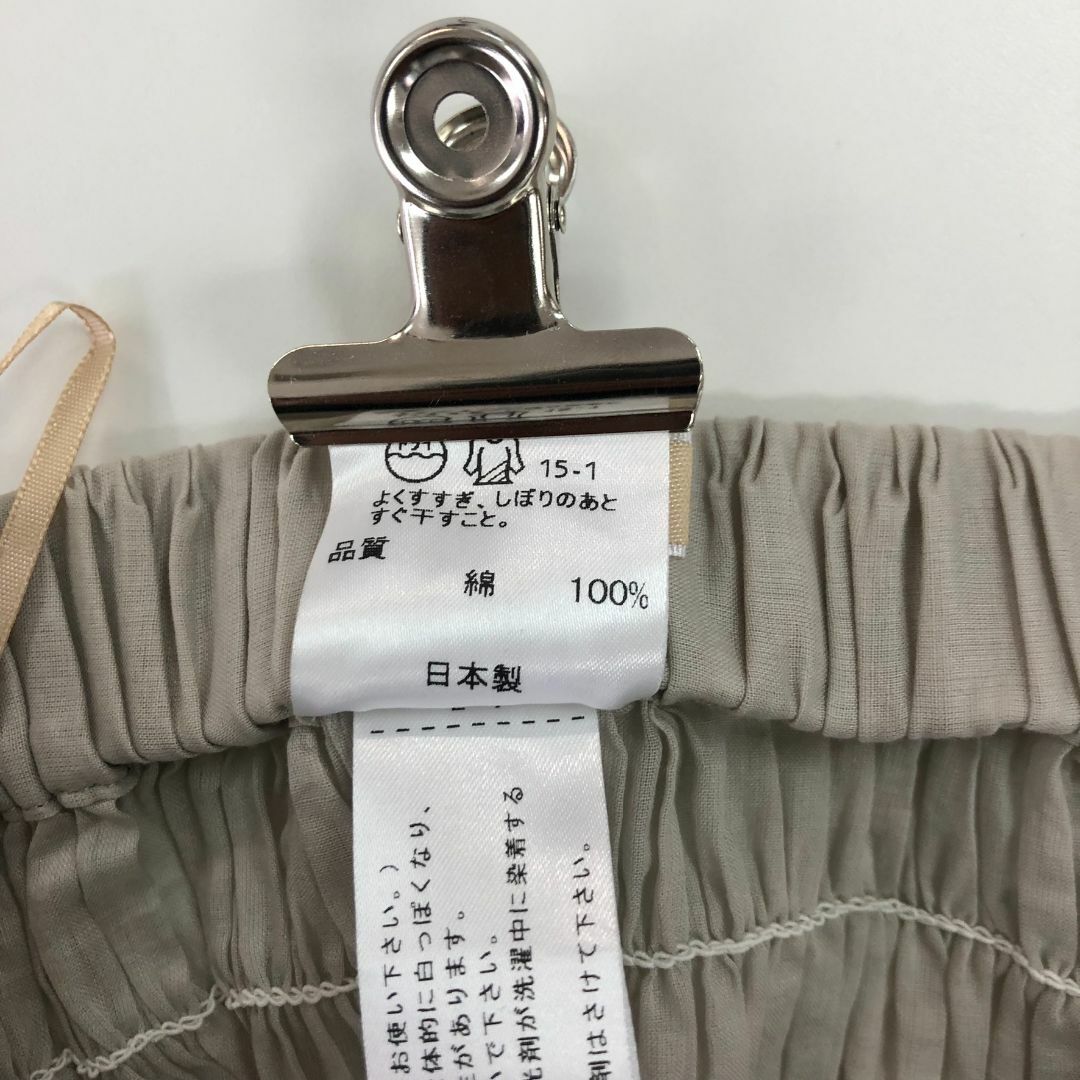 15-1
よくすすぎ、しぼりのあと
すぐ干すこと。
品質
綿 100%
日本製
お使い下さい。)
体的に白っぽくなり、
があります。
いで下さい。
光剤が洗濯中に染着する
剤はさけて下さい。